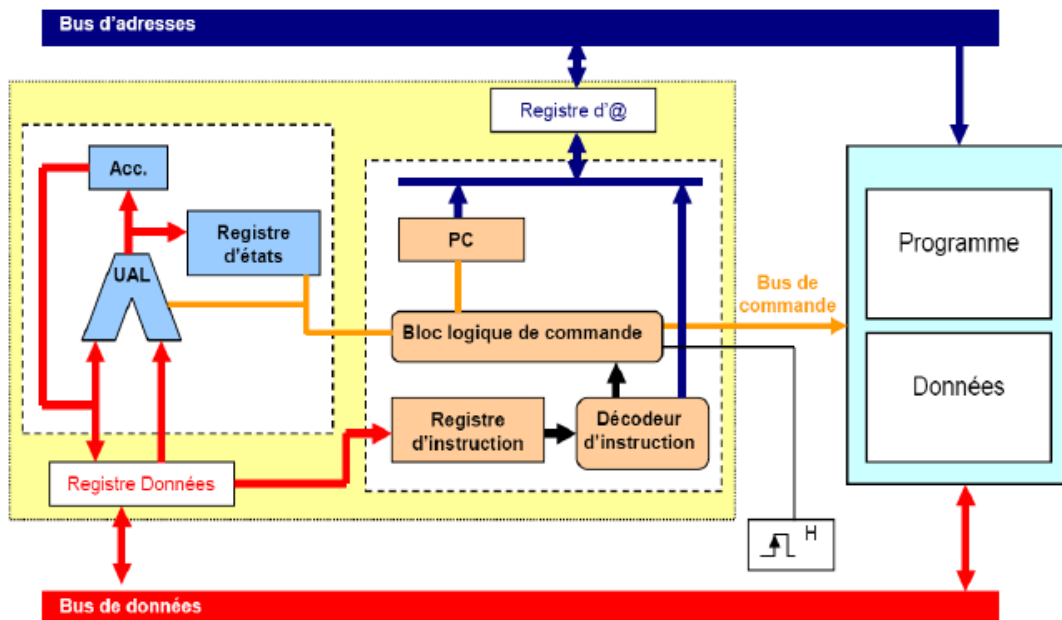 Bus d'adresses
Registre d'@
Acc.
Registre
d'états
PC
UAL
Programme
Bus de
commande
Bloc logique de commande
Données
Registre
d'instruction
Décodeur
d'instruction
Registre Données
H
Bus de données